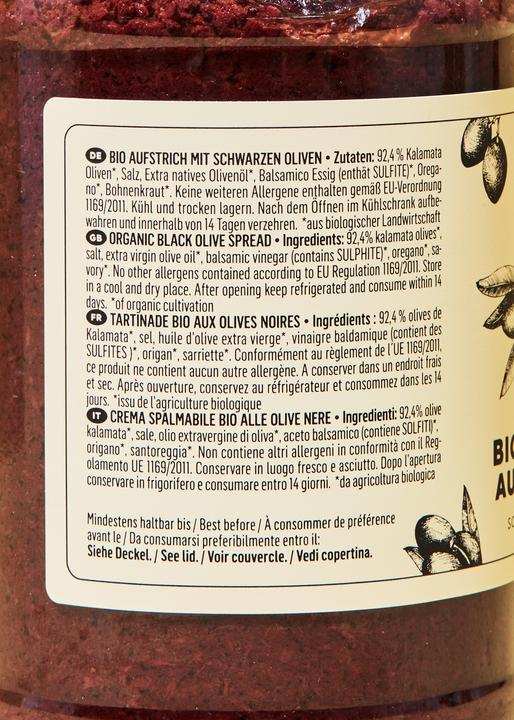 DE BIO AUFSTRICH MIT SCHWARZEN OLIVEN • Zutaten: 92,4 % Kalamata
Oliven*, Salz, Extra natives Olivenöl*, Balsamico Essig (enthät SULFITE)*, Orega-
no*, Bohnenkraut*. Keine weiteren Allergene enthalten gemäß EU-Verordnung
1169/2011. Kühl und trocken lagern. Nach dem Öffnen im Kühlschrank aufbe-
wahren und innerhalb von 14 Tagen verzehren. *aus biologischer Landwirtschaft
GB ORGANIC BLACK OLIVE SPREAD • Ingredients: 92,4% kalamata olives*,
salt, extra virgin olive oil*, balsamic vinegar (contains SULPHITE)*, oregano*, sa-
vory*. No other allergens contained according to EU Regulation 1169/2011. Store
in a cool and dry place. After opening keep refrigerated and consume within 14
days. *of organic cultivation
FR TARTINADE BIO AUX OLIVES NOIRES • Ingrédients : 92,4 % olives de
Kalamata*, sel, huile d'olive extra vierge*, vinaigre baldamique (contient des
SULFITES )*, origan*, sarriette*. Conformément au règlement de l'UE 1169/2011,
ce produit ne contient aucun autre allergène. A conserver dans un endroit frais
et sec. Après ouverture, conservez au réfrigérateur et consommez dans les 14
jours. *issu de l'agriculture biologique
IT CREMA SPALMABILE BIO ALLE OLIVE NERE • Ingredienti: 92,4% olive
kalamata*, sale, olio extravergine di oliva*, aceto balsamico (contiene SOLFITI)*,
origano*, santoreggia*. Non contiene altri allergeni in conformità con il Reg-
olamento UE 1169/2011. Conservare in luogo fresco e asciutto. Dopo l'apertura
conservare in frigorifero e consumare entro 14 giorni. *da agricoltura biologica
Mindestens haltbar bis / Best before / À consommer de préférence
avant le / Da consumarsi preferibilmente entro il:
Siehe Deckel. / See lid. / Voir couvercle. / Vedi copertina.
BIO
AU